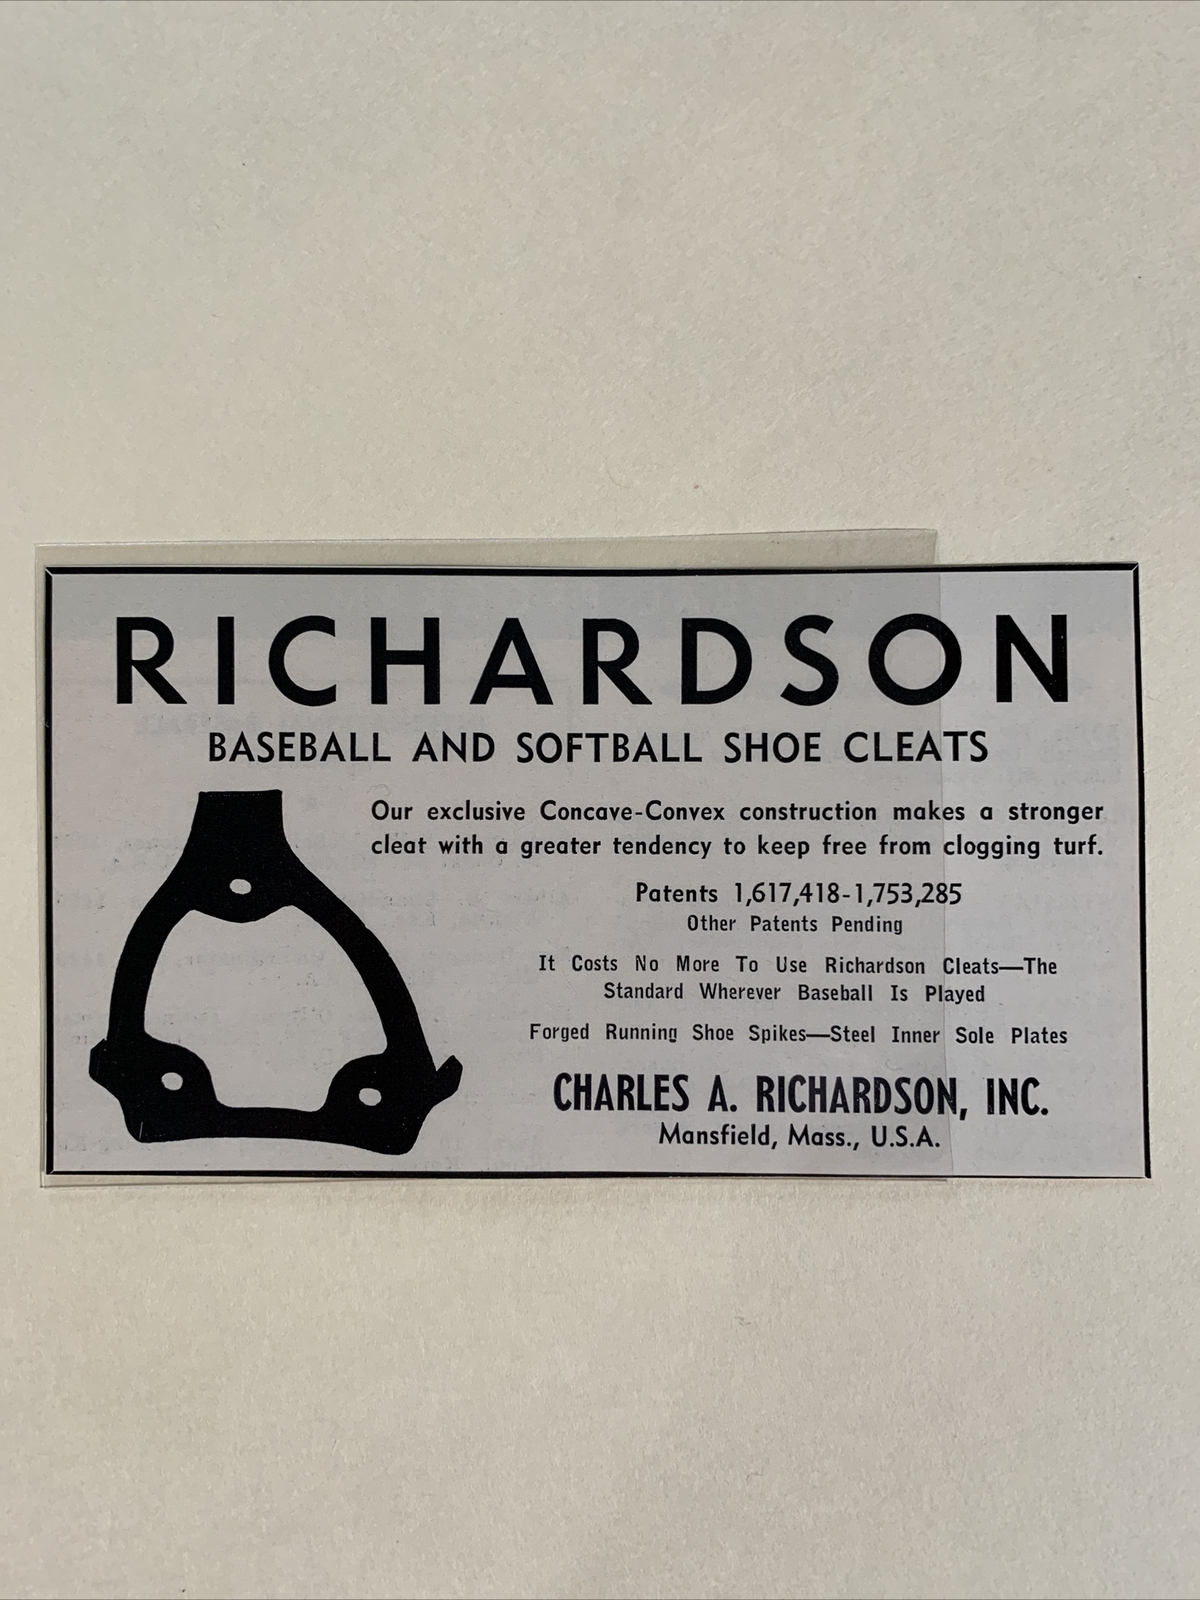 RICHARDSON
BASEBALL AND SOFTBALL SHOE CLEATS
Our exclusive Concave-Convex construction makes a stronger
cleat with a greater tendency to keep free from clogging turf.
Patents 1,617,418-1,753,285
Other Patents Pending
It Costs No More To Use Richardson Cleats—The
Standard Wherever Baseball Is Played
Forged Running Shoe Spikes—Steel Inner Sole Plates
CHARLES A. RICHARDSON, INC.
Mansfield, Mass., U.S.A.